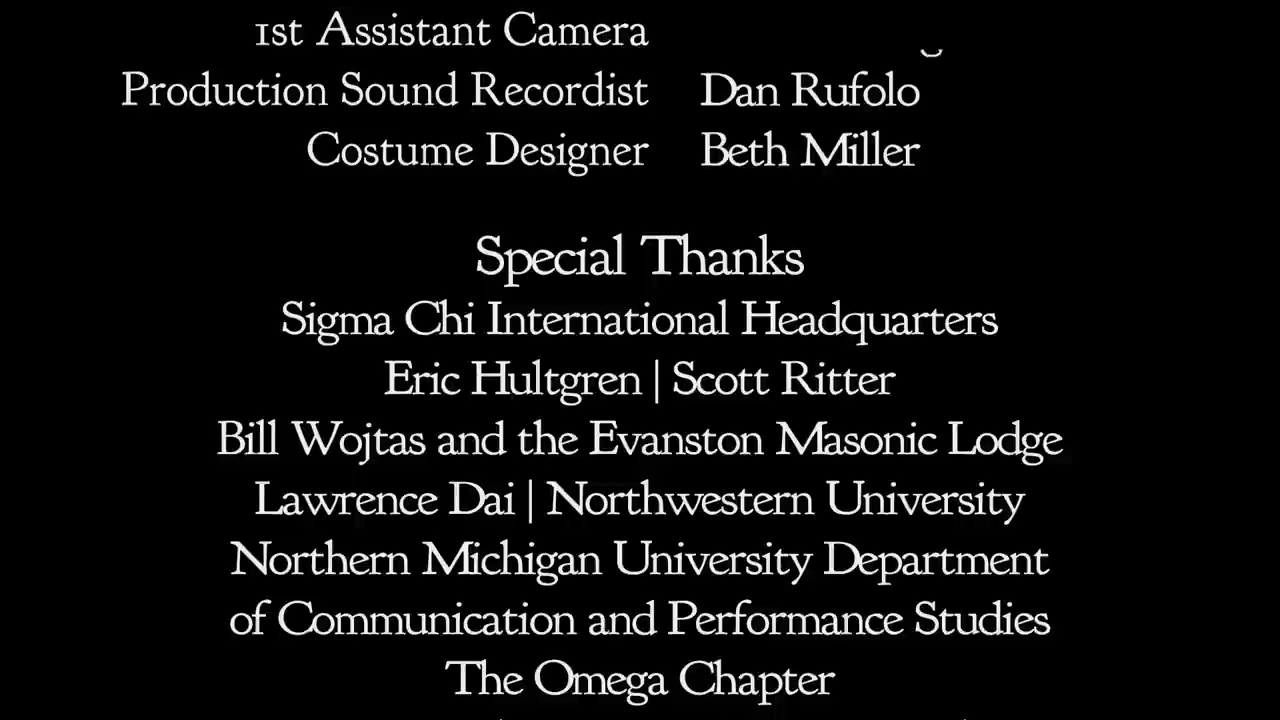 1st Assistant Camera
Production Sound Recordist Dan Rufolo
Costume Designer Beth Miller
Special Thanks
Sigma Chi International Headquarters
Eric Hultgren | Scott Ritter
Bill Wojtas and the Evanston Masonic Lodge
Lawrence Dai | Northwestern University
Northern Michigan University Department
of Communication and Performance Studies
The Omega Chapter